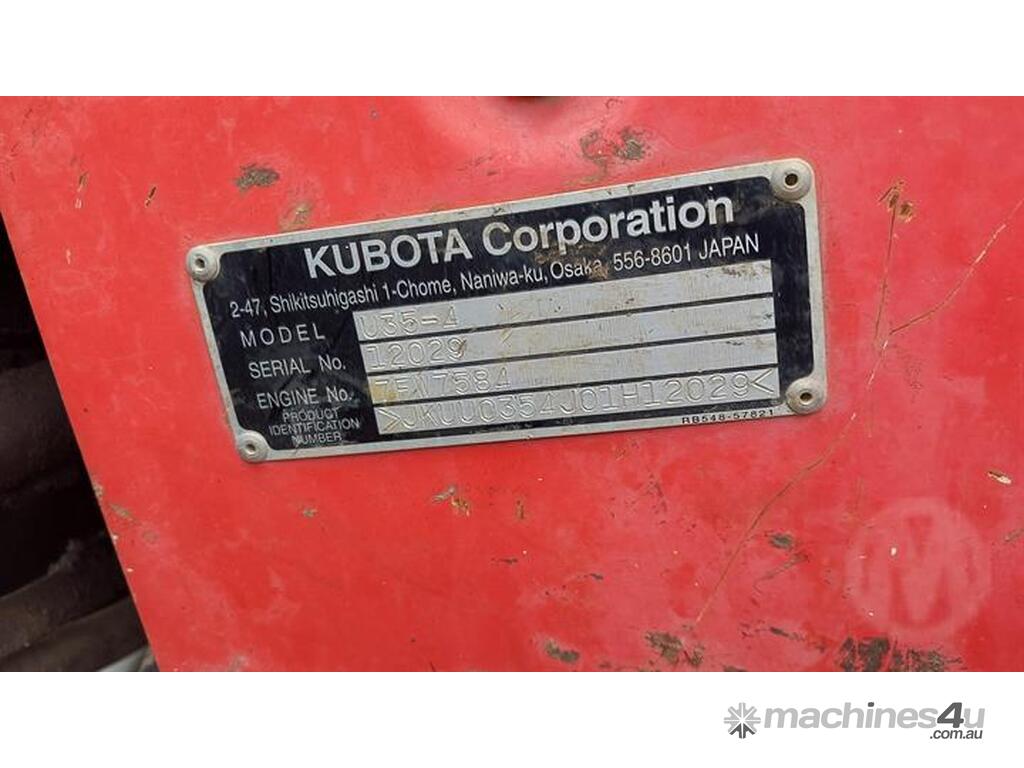 KUBOTA Corporation
2-47, Shikitsuhigashi 1-Chome, Naniwa-ku, Osaka, 556-8601 JAPAN
MODEL U35-4
SERIAL No. 12029
ENGINE No. 7FN7584
PRODUCT IDENTIFICATION NUMBER >JKUU0354J01H12029<
RB548-57821
M
machines4u
.com.au